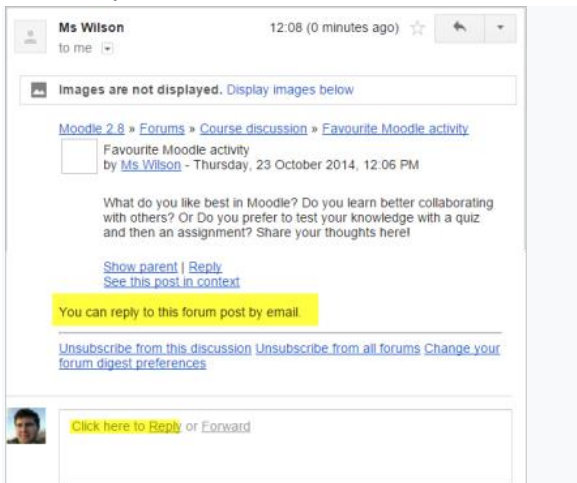 Ms Wilson 12:08 (0 minutes ago)
to me
Images are not displayed. Display images below
Moodle 2.8 » Forums » Course discussion » Favourite Moodle activity
Favourite Moodle activity
by Ms Wilson - Thursday, 23 October 2014, 12:06 PM
What do you like best in Moodle? Do you learn better collaborating
with others? Or Do you prefer to test your knowledge with a quiz
and then an assignment? Share your thoughts here!
Show parent | Reply
See this post in context
You can reply to this forum post by email.
Unsubscribe from this discussion Unsubscribe from all forums Change your
forum digest preferences
Click here to Reply or Forward